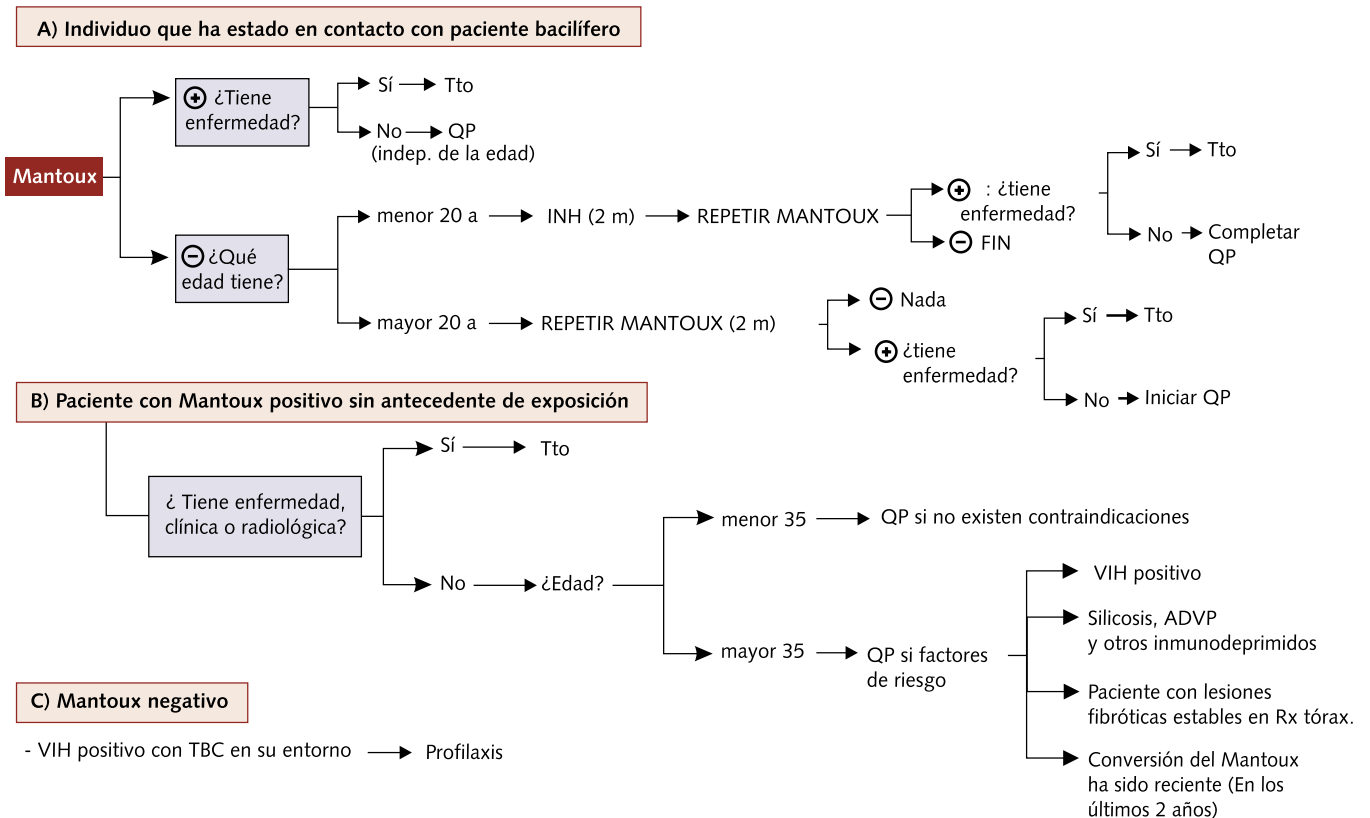 A) Individuo que ha estado en contacto con paciente bacilífero
Mantoux
+ ¿Tiene
enfermedad?
Sí
Tto
No
QP
(indep. de la edad)
− ¿Qué
edad tiene?
menor 20 a
INH (2 m)
REPETIR MANTOUX
+ : ¿tiene
enfermedad?
Sí
Tto
No
Completar
QP
− FIN
mayor 20 a
REPETIR MANTOUX (2 m)
− Nada
+ ¿tiene
enfermedad?
Sí
Tto
No
Iniciar QP
B) Paciente con Mantoux positivo sin antecedente de exposición
¿ Tiene enfermedad,
clínica o radiológica?
Sí
Tto
No
¿Edad?
menor 35
QP si no existen contraindicaciones
mayor 35
QP si factores
de riesgo
VIH positivo
Silicosis, ADVP
y otros inmunodeprimidos
Paciente con lesiones
fibróticas estables en Rx tórax.
Conversión del Mantoux
ha sido reciente (En los
últimos 2 años)
C) Mantoux negativo
- VIH positivo con TBC en su entorno
Profilaxis